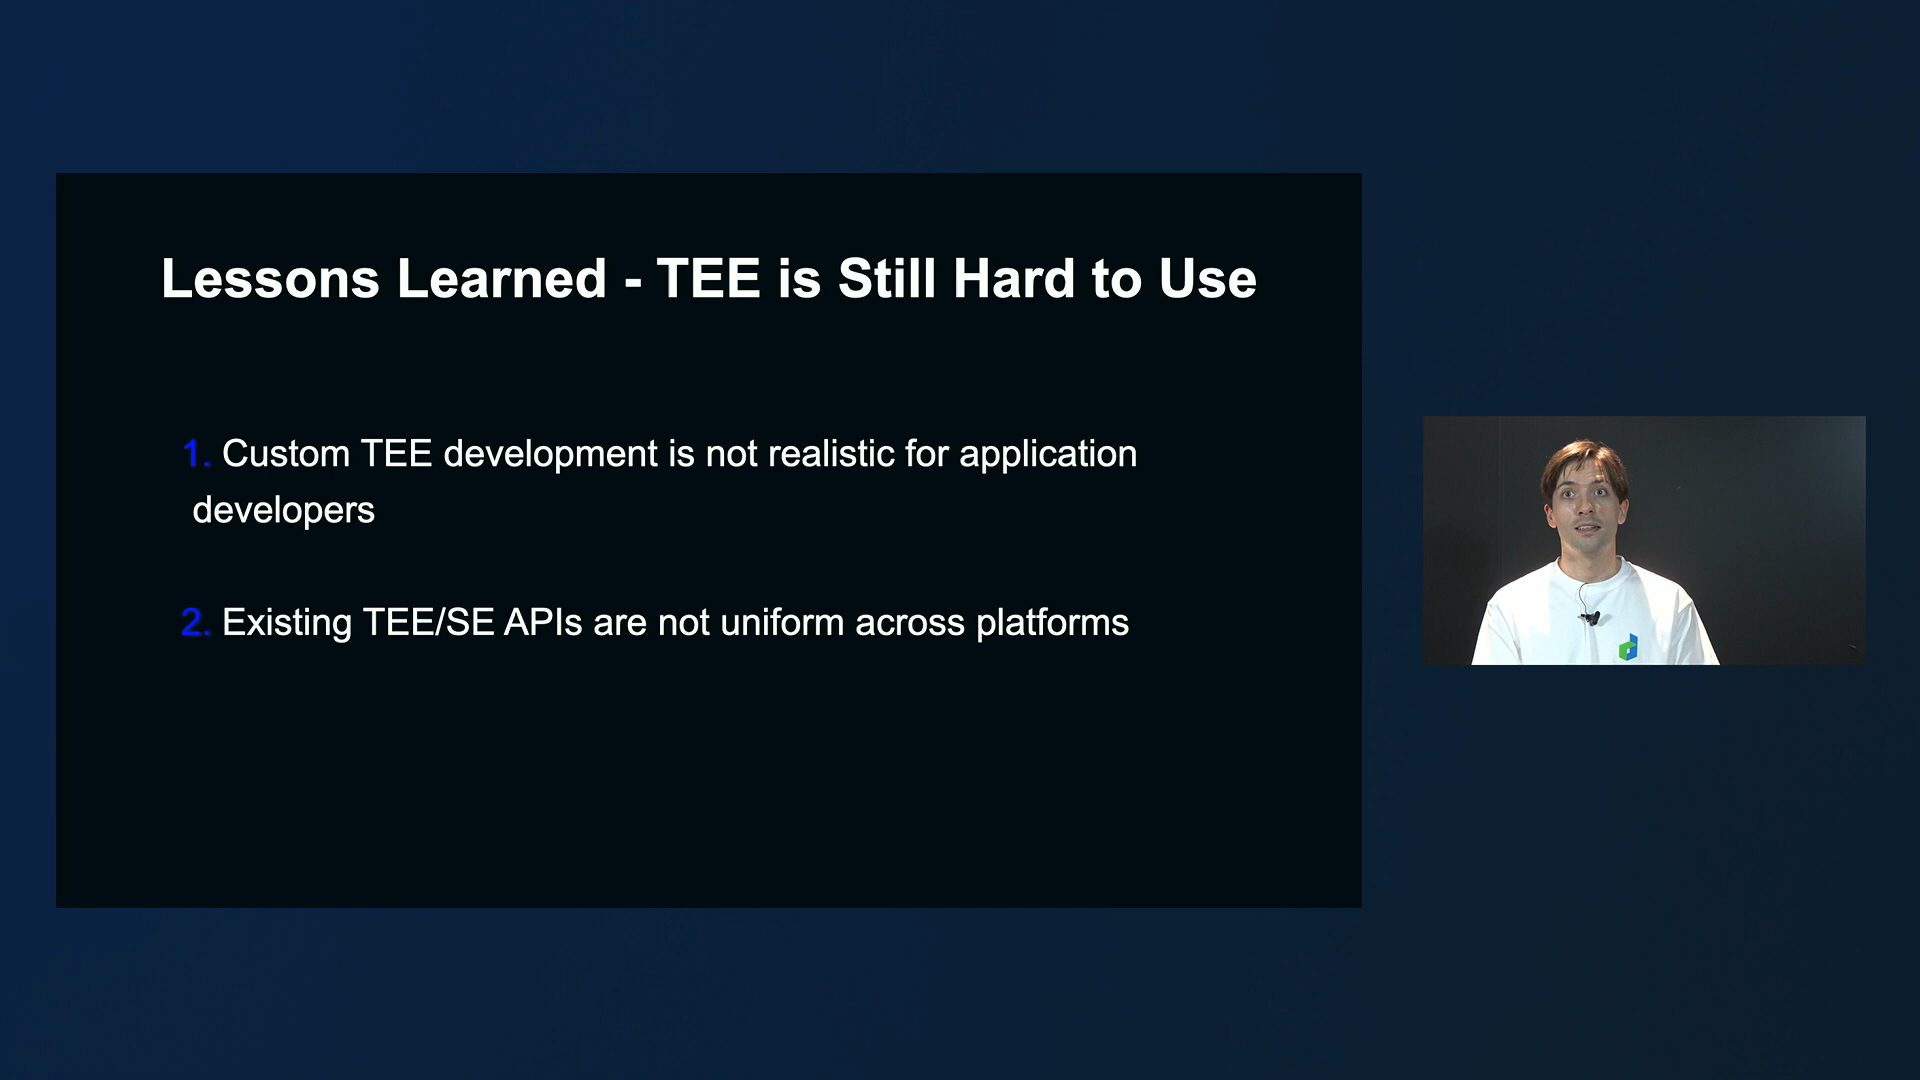 Lessons Learned - TEE is Still Hard to Use
1. Custom TEE development is not realistic for application
developers
2. Existing TEE/SE APIs are not uniform across platforms